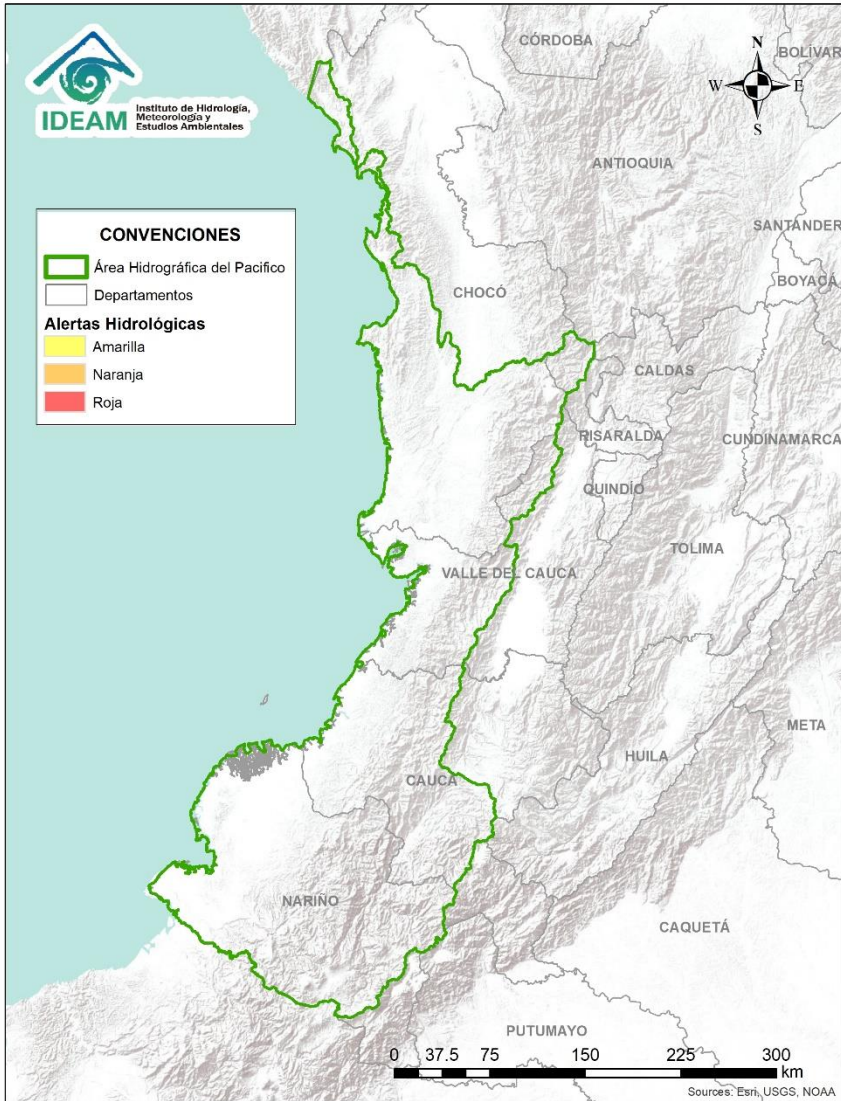 CÓRDOBA
BOLÍVAR
N
W
E
S
IDEAM
Instituto de Hidrología,
Meteorología y
Estudios Ambientales
ANTIOQUIA
SANTANDER
CONVENCIONES
Área Hidrográfica del Pacifico
Departamentos
Alertas Hidrológicas
Amarilla
Naranja
Roja
BOYACÁ
CHOCÓ
CALDAS
RISARALDA
CUNDINAMARCA
QUINDÍO
TOLIMA
VALLE DEL CAUCA
META
HUILA
CAUCA
NARIÑO
CAQUETÁ
PUTUMAYO
0 37.5 75 150 225 300
km
Sources: Esri, USGS, NOAA